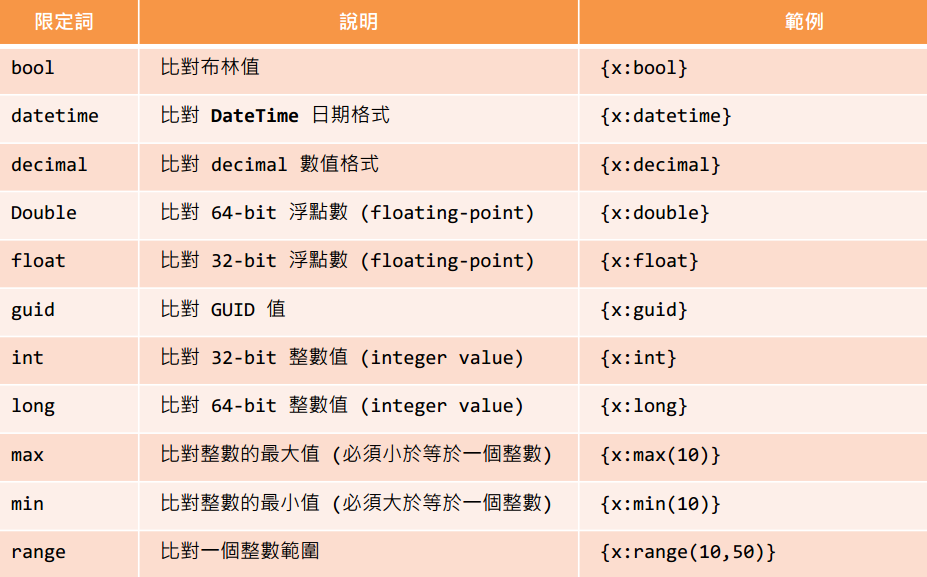 限定詞 說明 範例
bool 比對布林值 {x:bool}
datetime 比對 DateTime 日期格式 {x:datetime}
decimal 比對 decimal 數值格式 {x:decimal}
Double 比對 64-bit 浮點數 (floating-point) {x:double}
float 比對 32-bit 浮點數 (floating-point) {x:float}
guid 比對 GUID 值 {x:guid}
int 比對 32-bit 整數值 (integer value) {x:int}
long 比對 64-bit 整數值 (integer value) {x:long}
max 比對整數的最大值 (必須小於等於一個整數) {x:max(10)}
min 比對整數的最小值 (必須大於等於一個整數) {x:min(10)}
range 比對一個整數範圍 {x:range(10,50)}